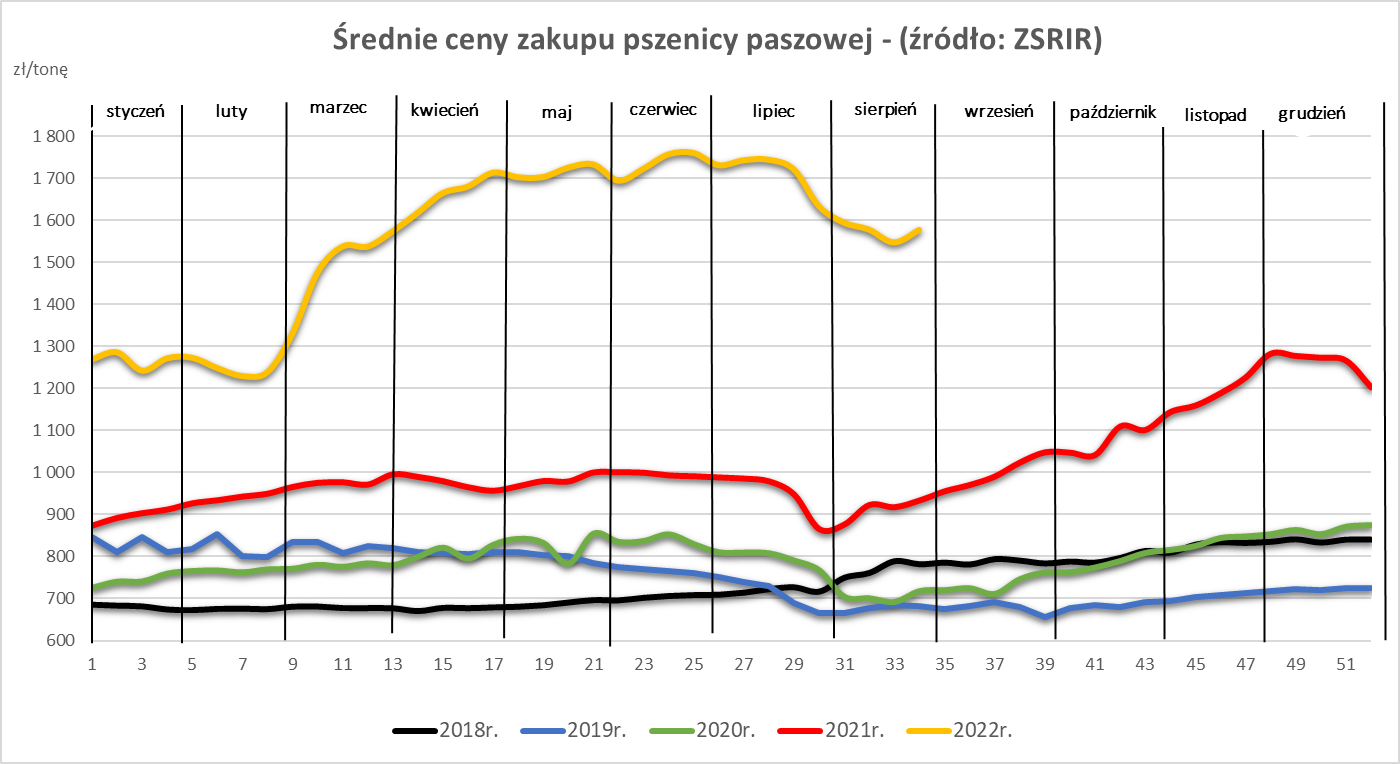 Średnie ceny zakupu pszenicy paszowej - (źródło: ZSRIR)
zł/tonę
styczeń luty marzec kwiecień maj czerwiec lipiec sierpień wrzesień październik listopad grudzień
1 800
1 700
1 600
1 500
1 400
1 300
1 200
1 100
1 000
900
800
700
600
1 3 5 7 9 11 13 15 17 19 21 23 25 27 29 31 33 35 37 39 41 43 45 47 49 51
2018r. 2019r. 2020r. 2021r. 2022r.